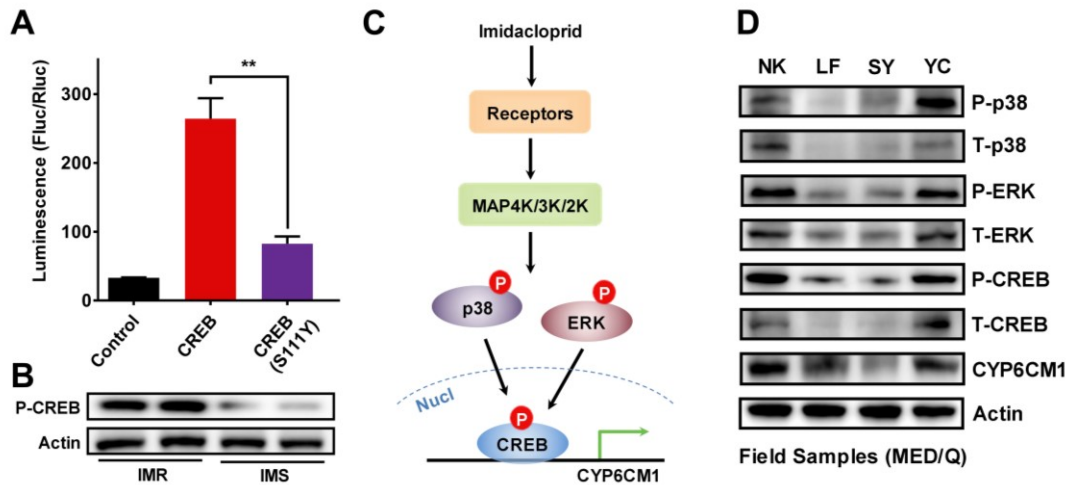 A
Luminescence (Fluc/Rluc)
300
200
100
0
**
Control
CREB
CREB
(S111Y)
B
P-CREB
Actin
IMR
IMS
C
Imidacloprid
Receptors
MAP4K/3K/2K
P
p38
P
ERK
Nucl
P
CREB
CYP6CM1
D
NK LF SY YC
P-p38
T-p38
P-ERK
T-ERK
P-CREB
T-CREB
CYP6CM1
Actin
Field Samples (MED/Q)